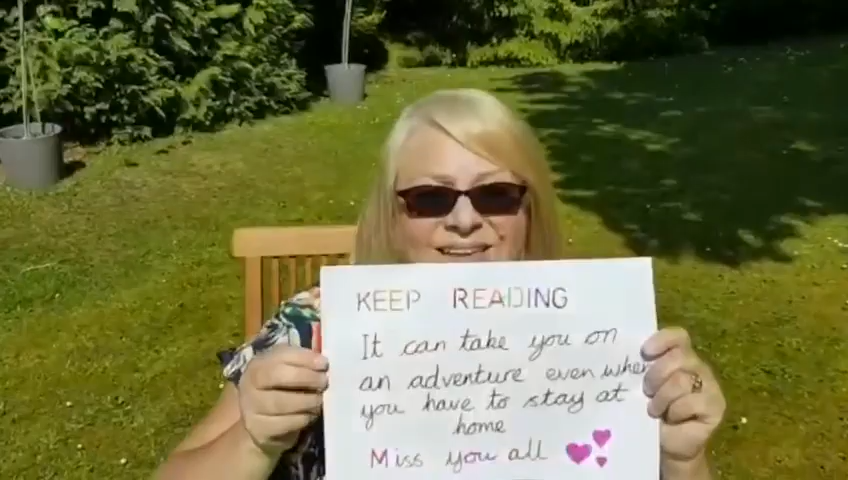 KEEP READING
It can take you on
an adventure even when
you have to stay at
home
Miss you all